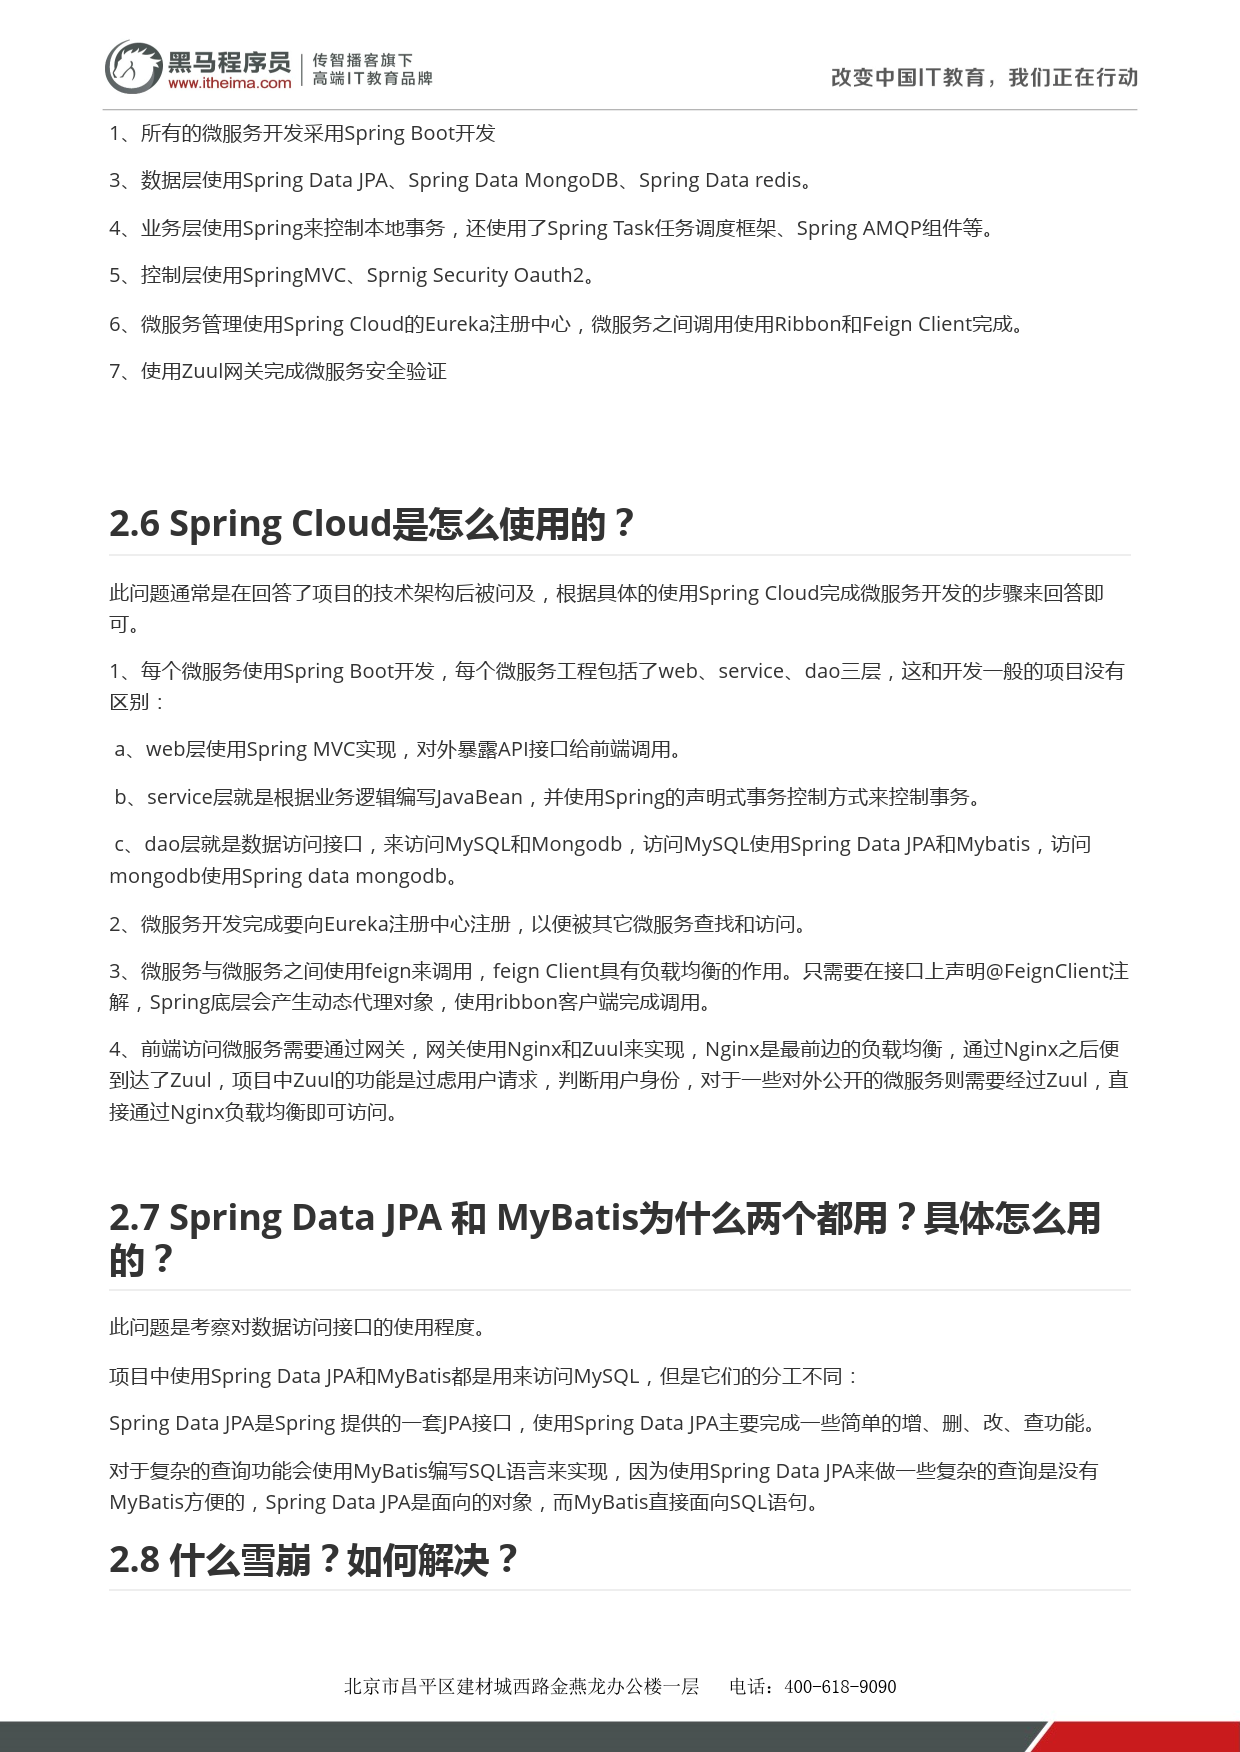 黑马程序员
www.itheima.com
传智播客旗下
高端IT教育品牌
改变中国IT教育，我们正在行动
1、所有的微服务开发采用Spring Boot开发
3、数据层使用Spring Data JPA、Spring Data MongoDB、Spring Data redis。
4、业务层使用Spring来控制本地事务，还使用了Spring Task任务调度框架、Spring AMQP组件等。
5、控制层使用SpringMVC、Sprnig Security Oauth2。
6、微服务管理使用Spring Cloud的Eureka注册中心，微服务之间调用使用Ribbon和Feign Client完成。
7、使用Zuul网关完成微服务安全验证
2.6 Spring Cloud是怎么使用的？
此问题通常是在回答了项目的技术架构后被问及，根据具体的使用Spring Cloud完成微服务开发的步骤来回答即
可。
1、每个微服务使用Spring Boot开发，每个微服务工程包括了web、service、dao三层，这和开发一般的项目没有
区别：
a、web层使用Spring MVC实现，对外暴露API接口给前端调用。
b、service层就是根据业务逻辑编写JavaBean，并使用Spring的声明式事务控制方式来控制事务。
c、dao层就是数据访问接口，来访问MySQL和Mongodb，访问MySQL使用Spring Data JPA和Mybatis，访问
mongodb使用Spring data mongodb。
2、微服务开发完成要向Eureka注册中心注册，以便被其它微服务查找和访问。
3、微服务与微服务之间使用feign来调用，feign Client具有负载均衡的作用。只需要在接口上声明@FeignClient注
解，Spring底层会产生动态代理对象，使用ribbon客户端完成调用。
4、前端访问微服务需要通过网关，网关使用Nginx和Zuul来实现，Nginx是最前边的负载均衡，通过Nginx之后便
到达了Zuul，项目中Zuul的功能是过虑用户请求，判断用户身份，对于一些对外公开的微服务则需要经过Zuul，直
接通过Nginx负载均衡即可访问。
2.7 Spring Data JPA 和 MyBatis为什么两个都用？具体怎么用
的？
此问题是考察对数据访问接口的使用程度。
项目中使用Spring Data JPA和MyBatis都是用来访问MySQL，但是它们的分工不同：
Spring Data JPA是Spring 提供的一套JPA接口，使用Spring Data JPA主要完成一些简单的增、删、改、查功能。
对于复杂的查询功能会使用MyBatis编写SQL语言来实现，因为使用Spring Data JPA来做一些复杂的查询是没有
MyBatis方便的，Spring Data JPA是面向的对象，而MyBatis直接面向SQL语句。
2.8 什么雪崩？如何解决？
北京市昌平区建材城西路金燕龙办公楼一层 电话：400-618-9090